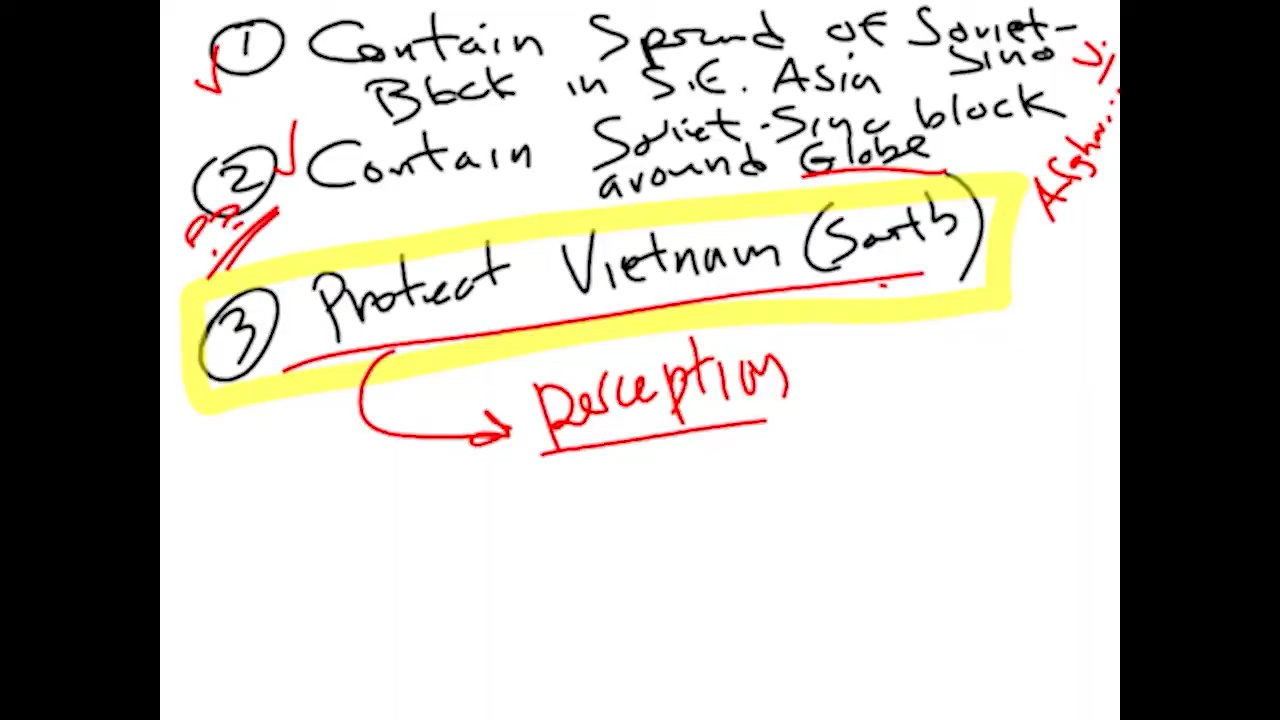 ① Contain Spread of Soviet-
Sino
Block in S.E. Asia
② Contain Soviet-Sino block
around Globe
③ Protect Vietnam (South)
Perception
Afghan...